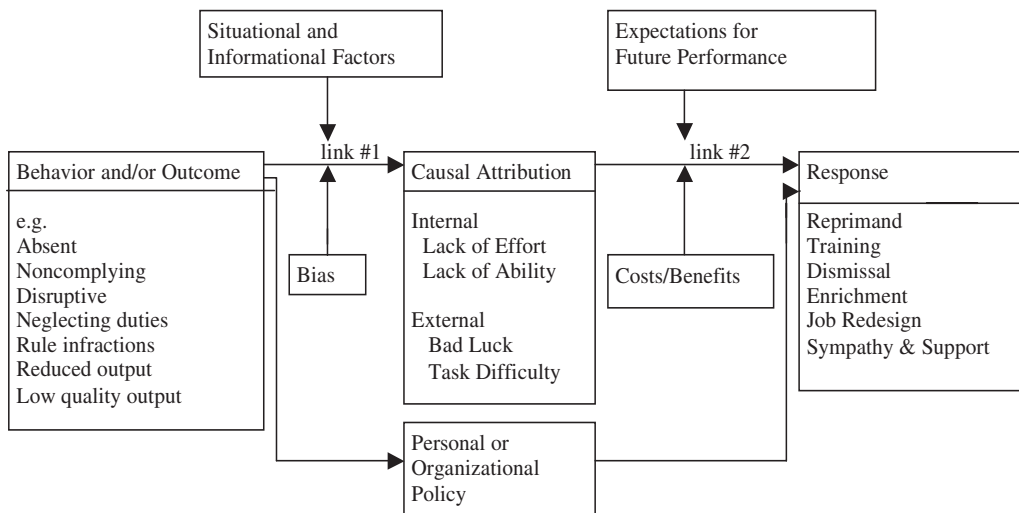 Situational and
Informational Factors
Expectations for
Future Performance
link #1
link #2
Behavior and/or Outcome
e.g.
Absent
Noncomplying
Disruptive
Neglecting duties
Rule infractions
Reduced output
Low quality output
Bias
Causal Attribution
Internal
Lack of Effort
Lack of Ability
External
Bad Luck
Task Difficulty
Costs/Benefits
Response
Reprimand
Training
Dismissal
Enrichment
Job Redesign
Sympathy & Support
Personal or
Organizational
Policy